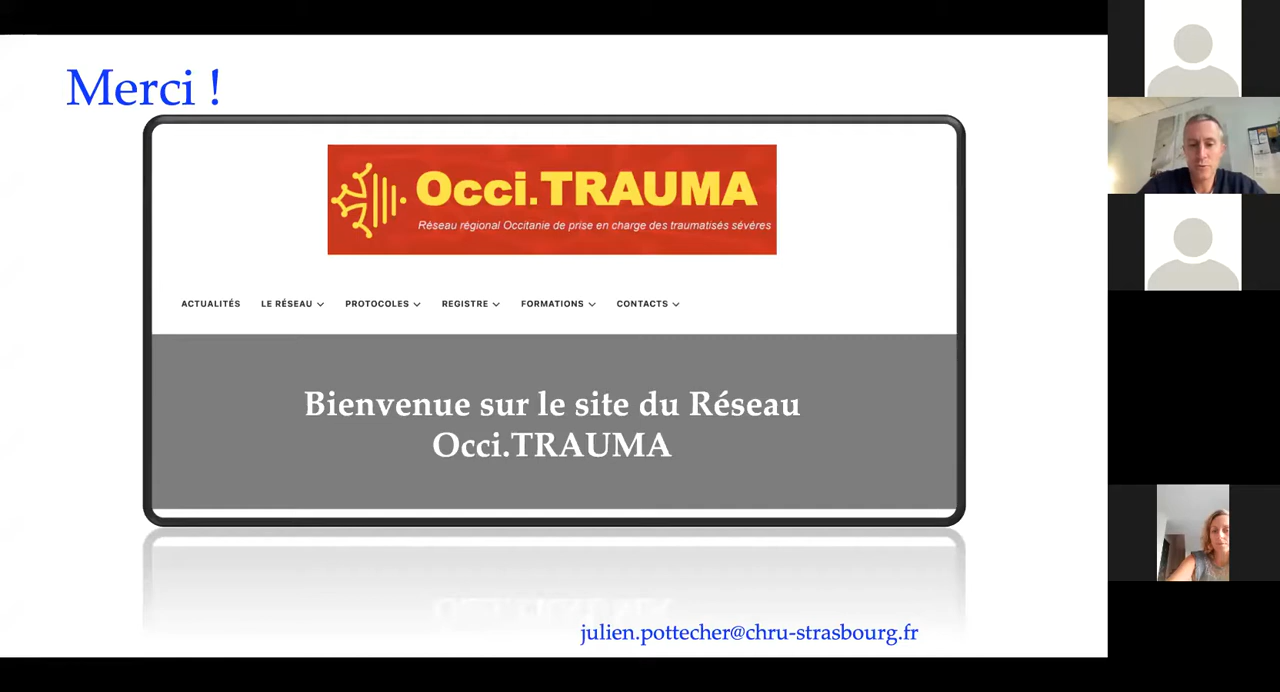 Merci !
Occi.TRAUMA
Réseau régional Occitanie de prise en charge des traumatisés sévères
ACTUALITÉS LE RÉSEAU PROTOCOLES REGISTRE FORMATIONS CONTACTS
Bienvenue sur le site du Réseau
Occi.TRAUMA
julien.pottecher@chru-strasbourg.fr